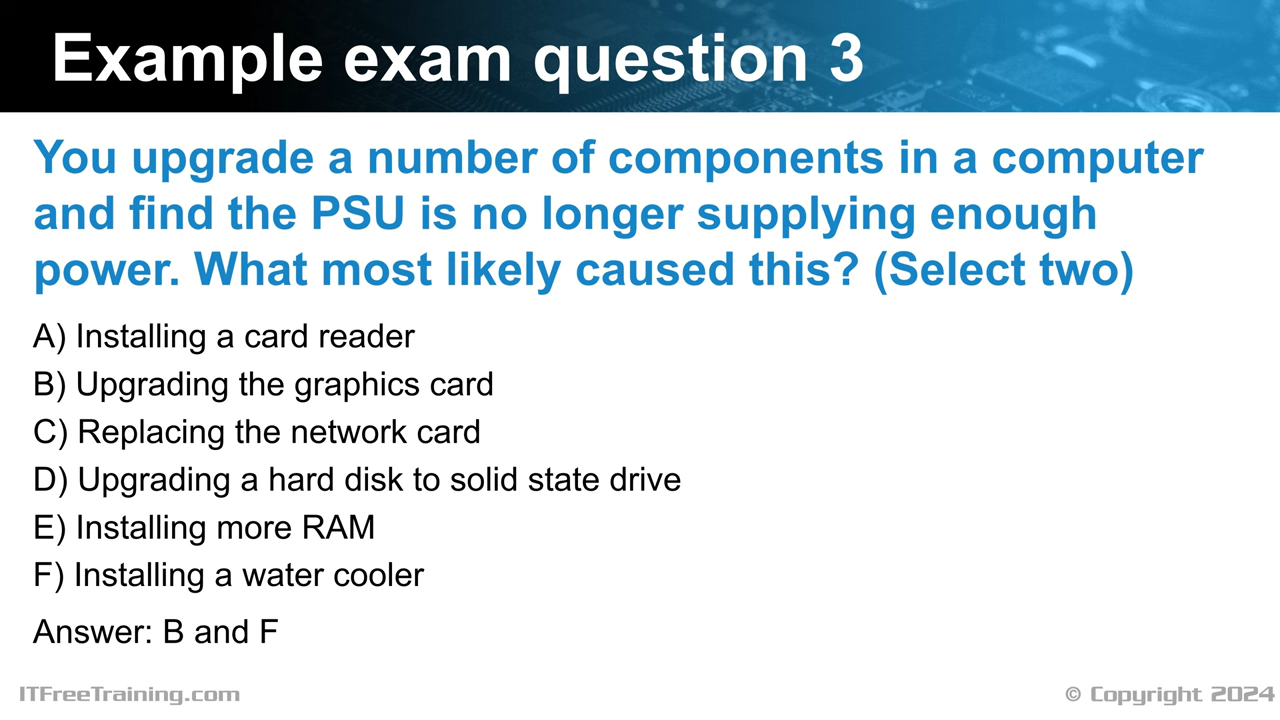 Example exam question 3
You upgrade a number of components in a computer
and find the PSU is no longer supplying enough
power. What most likely caused this? (Select two)
A) Installing a card reader
B) Upgrading the graphics card
C) Replacing the network card
D) Upgrading a hard disk to solid state drive
E) Installing more RAM
F) Installing a water cooler
Answer: B and F
ITFreeTraining.com
© Copyright 2024